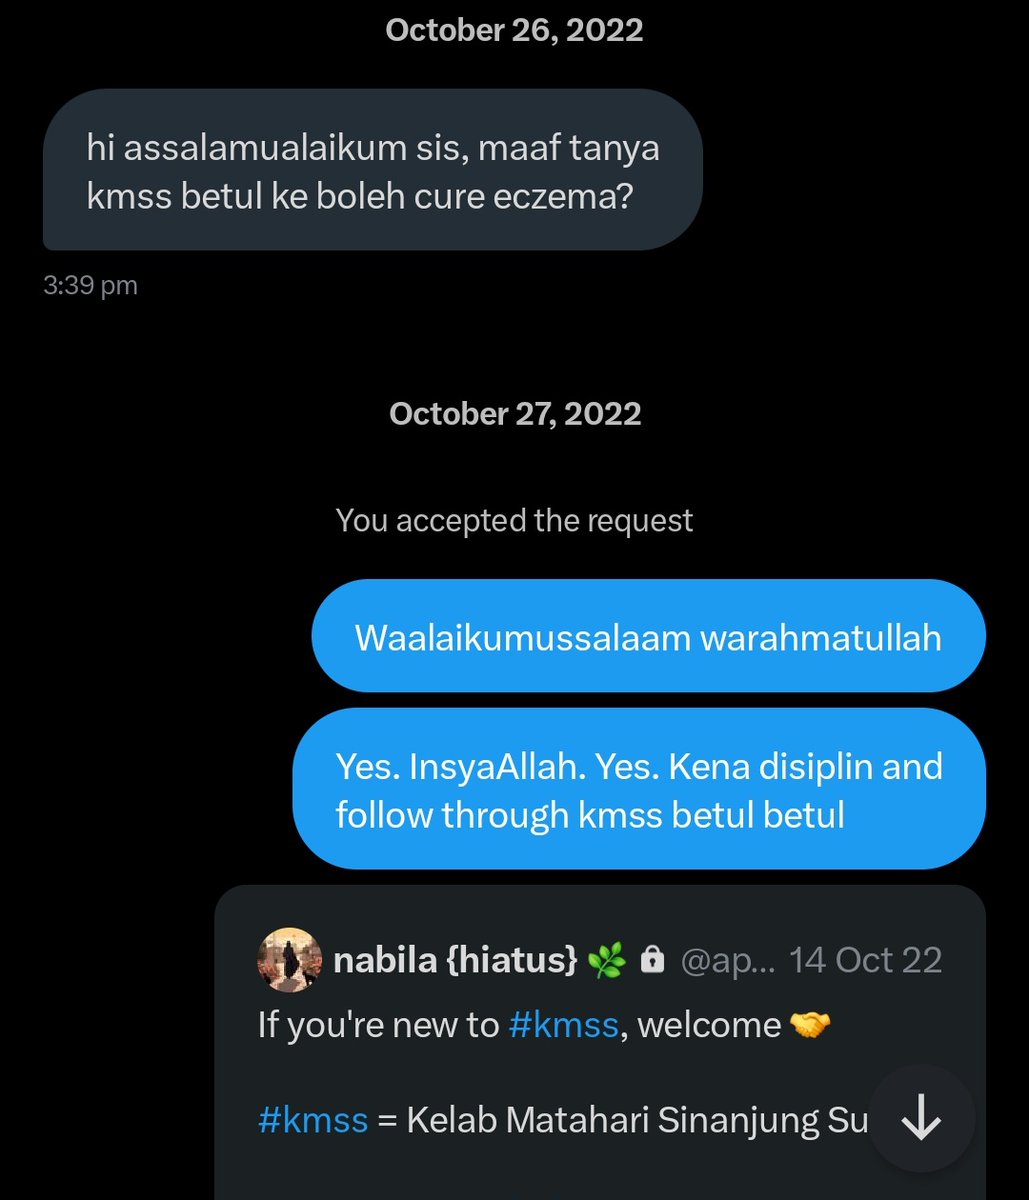 October 26, 2022
hi assalamualaikum sis, maaf tanya
kmss betul ke boleh cure eczema?
3:39 pm
October 27, 2022
You accepted the request
Waalaikumussalaam warahmatullah
Yes. InsyaAllah. Yes. Kena disiplin and
follow through kmss betul betul
nabila {hiatus} 🌿 🔒 @ap... 14 Oct 22
If you're new to #kmss, welcome 🤝
#kmss = Kelab Matahari Sinanjung Su